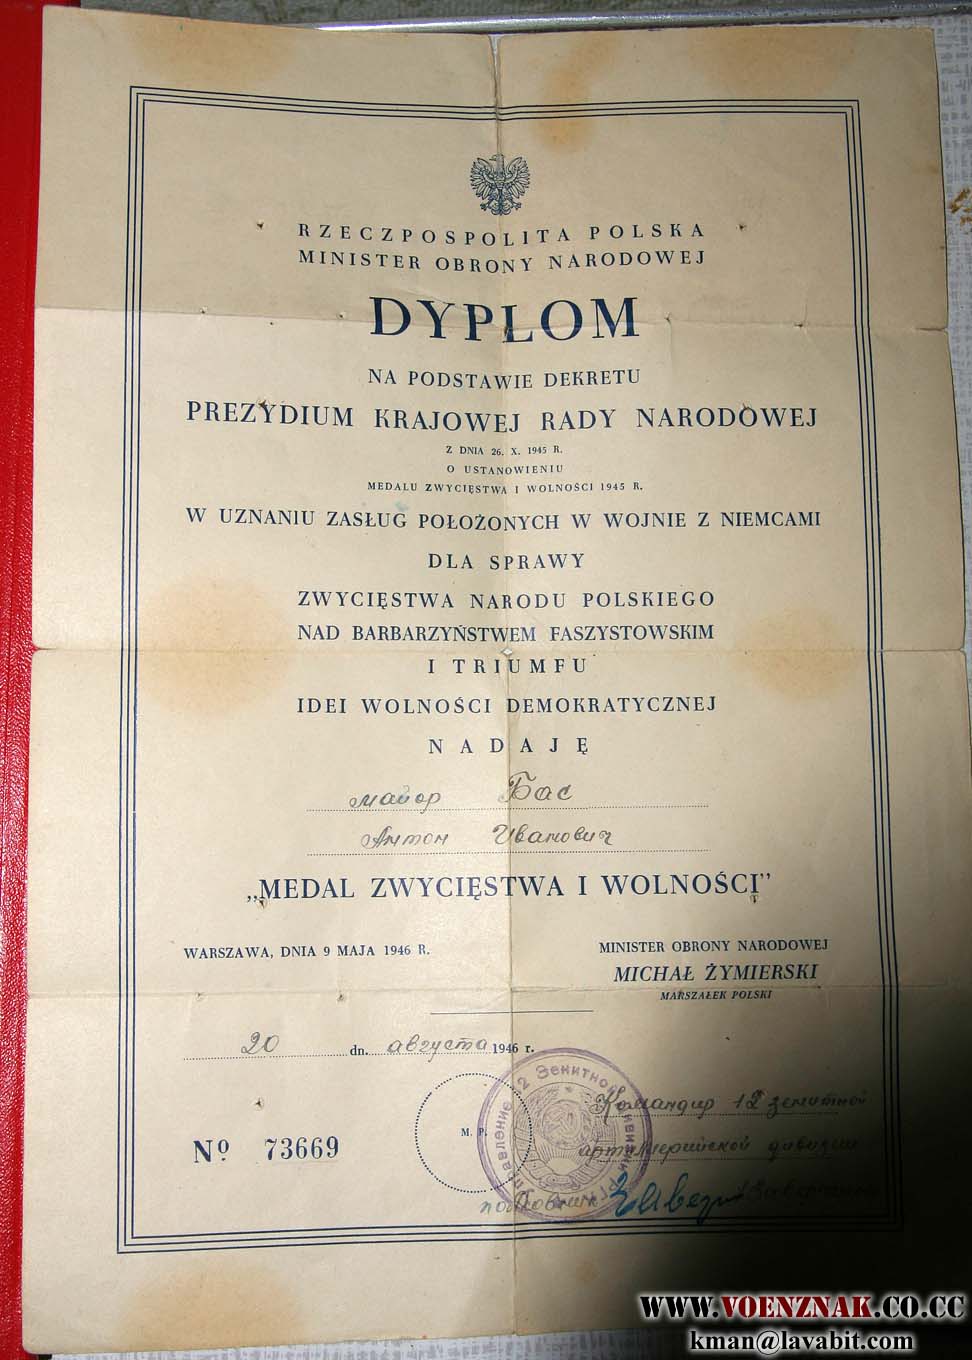 RZECZPOSPOLITA POLSKA
MINISTER OBRONY NARODOWEJ
DYPLOM
NA PODSTAWIE DEKRETU
PREZYDIUM KRAJOWEJ RADY NARODOWEJ
Z DNIA 26. X. 1945 R.
O USTANOWIENIU
MEDALU ZWYCIĘSTWA I WOLNOŚCI 1945 R.
W UZNANIU ZASŁUG POŁOŻONYCH W WOJNIE Z NIEMCAMI
DLA SPRAWY
ZWYCIĘSTWA NARODU POLSKIEGO
NAD BARBARZYŃSTWEM FASZYSTOWSKIM
I TRIUMFU
IDEI WOLNOŚCI DEMOKRATYCZNEJ
NADAJĘ
майор Бас
Антон Иванович
„MEDAL ZWYCIĘSTWA I WOLNOŚCI”
WARSZAWA, DNIA 9 MAJA 1946 R.
MINISTER OBRONY NARODOWEJ
MICHAŁ ŻYMIERSKI
MARSZAŁEK POLSKI
20 dn. августа 1946 r.
Командир 12 зенитной
артиллерийской дивизии
M. P.
Nº 73669
полковник
WWW.VOENZNAK.CO.CC
kman@lavabit.com